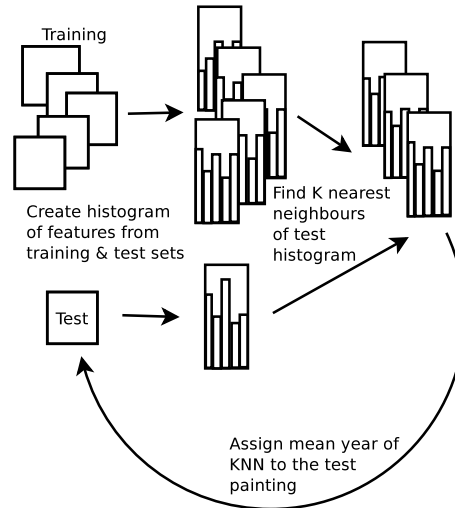 Training
Create histogram
of features from
training & test sets
Find K nearest
neighbours
of test
histogram
Test
Assign mean year of
KNN to the test
painting